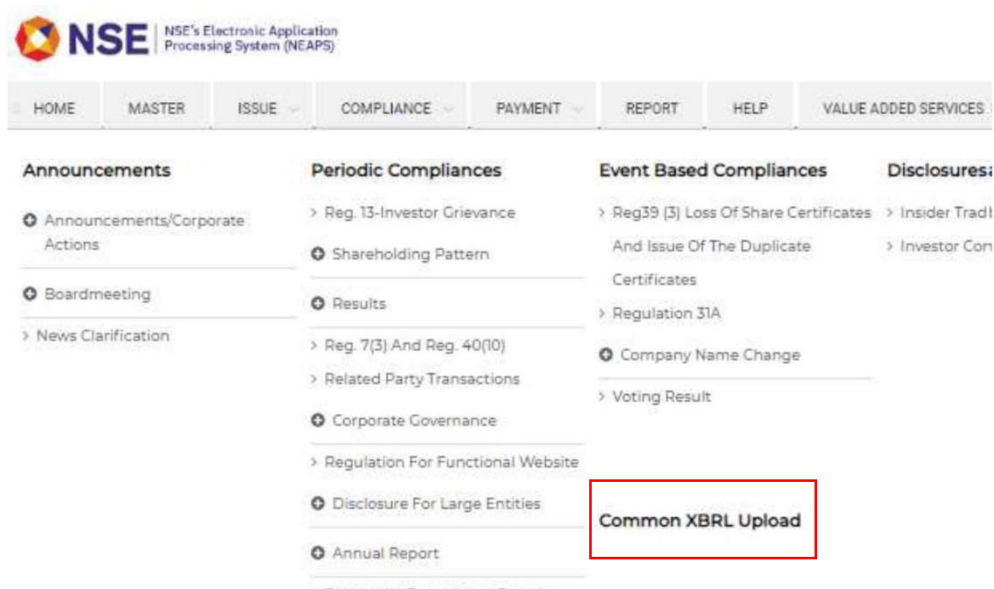 NSE
NSE's Electronic Application
Processing System (NEAPS)
HOME MASTER ISSUE COMPLIANCE PAYMENT REPORT HELP VALUE ADDED SERVICES
Announcements
Announcements/Corporate
Actions
Boardmeeting
> News Clarification
Periodic Compliances
> Reg. 13-Investor Grievance
Shareholding Pattern
Results
> Reg. 7(3) And Reg. 40(10)
> Related Party Transactions
Corporate Governance
> Regulation For Functional Website
Disclosure For Large Entities
Annual Report
Event Based Compliances
> Reg39 (3) Loss Of Share Certificates
And Issue Of The Duplicate
Certificates
> Regulation 31A
Company Name Change
> Voting Result
Common XBRL Upload
Disclosures
> Insider
> Investor